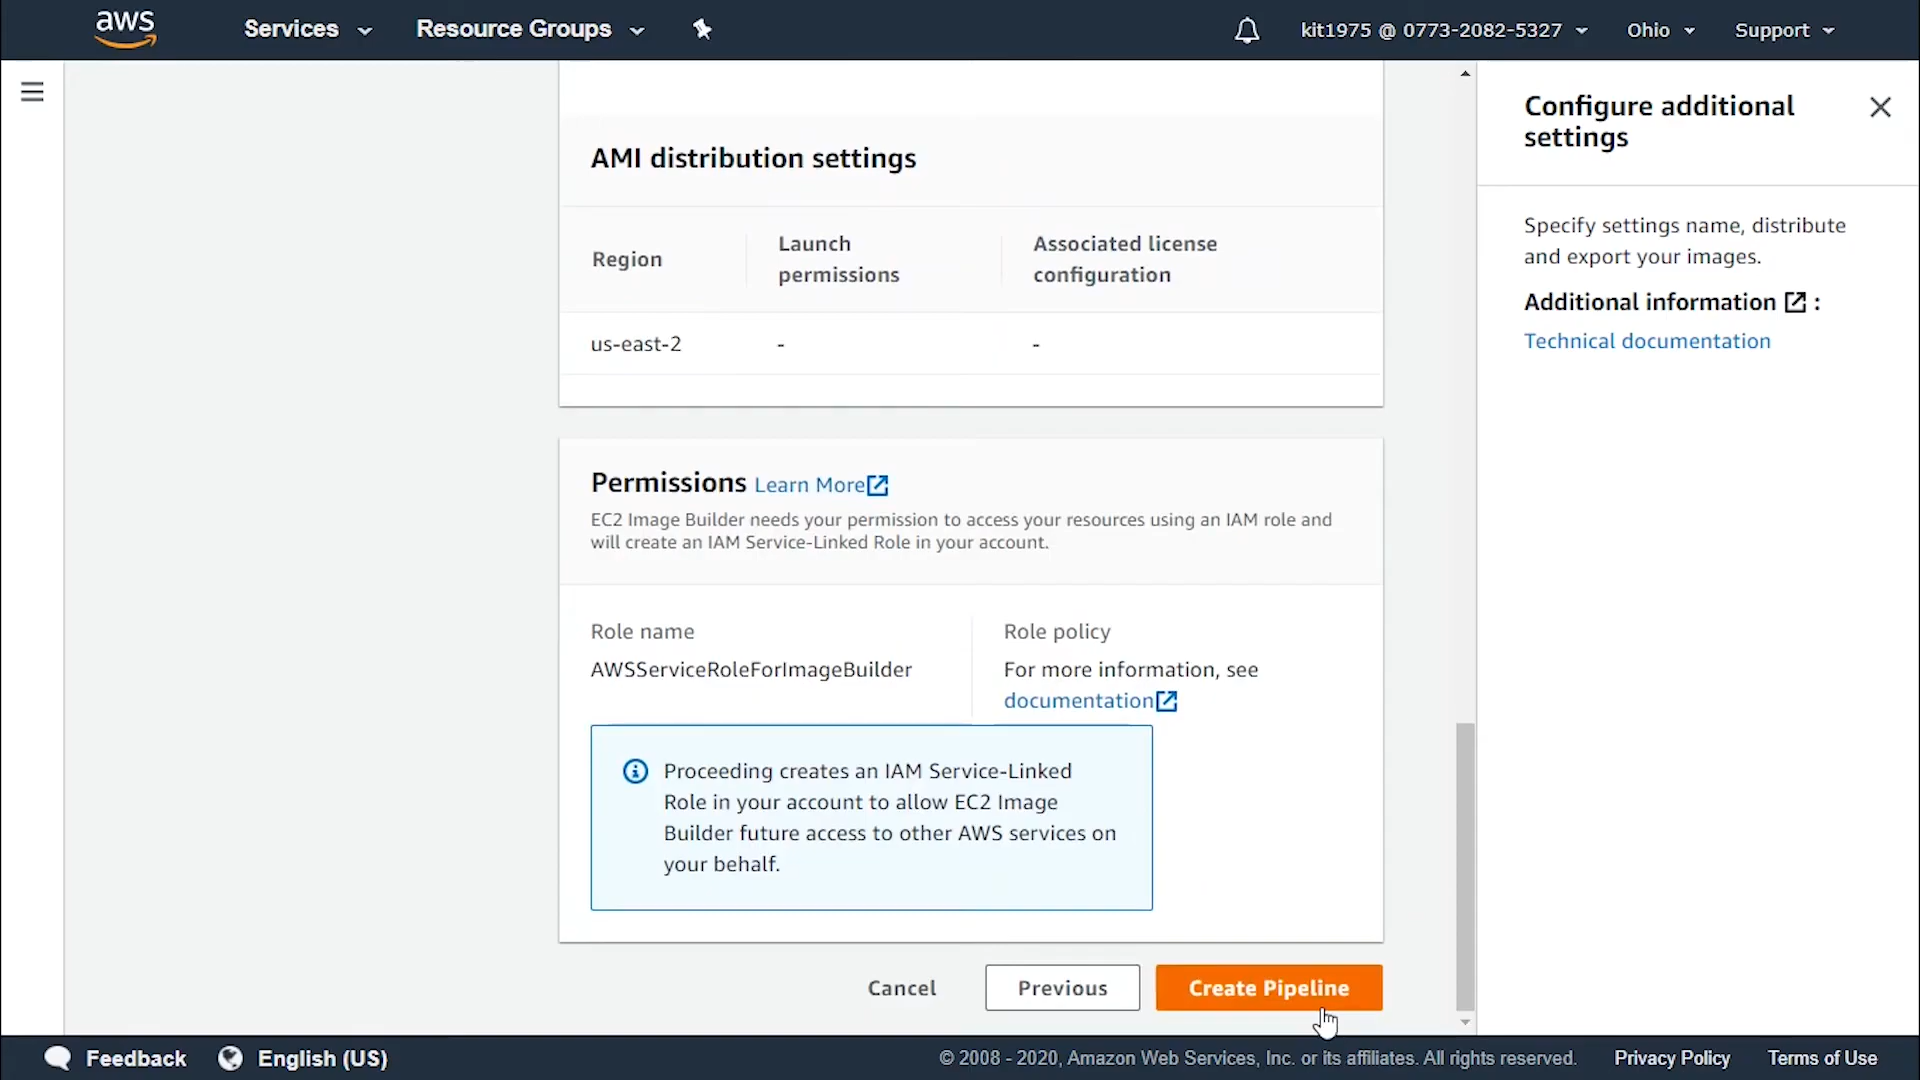 aws Services Resource Groups kit1975 @ 0773-2082-5327 Ohio Support
Configure additional
settings
Specify settings name, distribute
and export your images.
Additional information :
Technical documentation
AMI distribution settings
Region
Launch
permissions
Associated license
configuration
us-east-2 - -
Permissions Learn More
EC2 Image Builder needs your permission to access your resources using an IAM role and
will create an IAM Service-Linked Role in your account.
Role name
AWSServiceRoleForImageBuilder
Role policy
For more information, see
documentation
Proceeding creates an IAM Service-Linked
Role in your account to allow EC2 Image
Builder future access to other AWS services on
your behalf.
Cancel Previous Create Pipeline
Feedback English (US) © 2008 - 2020, Amazon Web Services, Inc. or its affiliates. All rights reserved. Privacy Policy Terms of Use